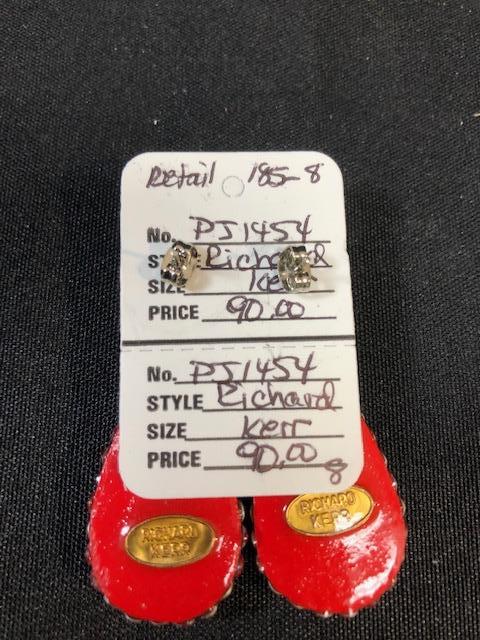 Retail 185-8
No. PJ1454
STYLE Richard
SIZE Kerr
PRICE 90.00
No. PJ1454
STYLE Richard
SIZE Kerr
PRICE 90.00
8
RICHARD
KERR
RICHARD
KERR